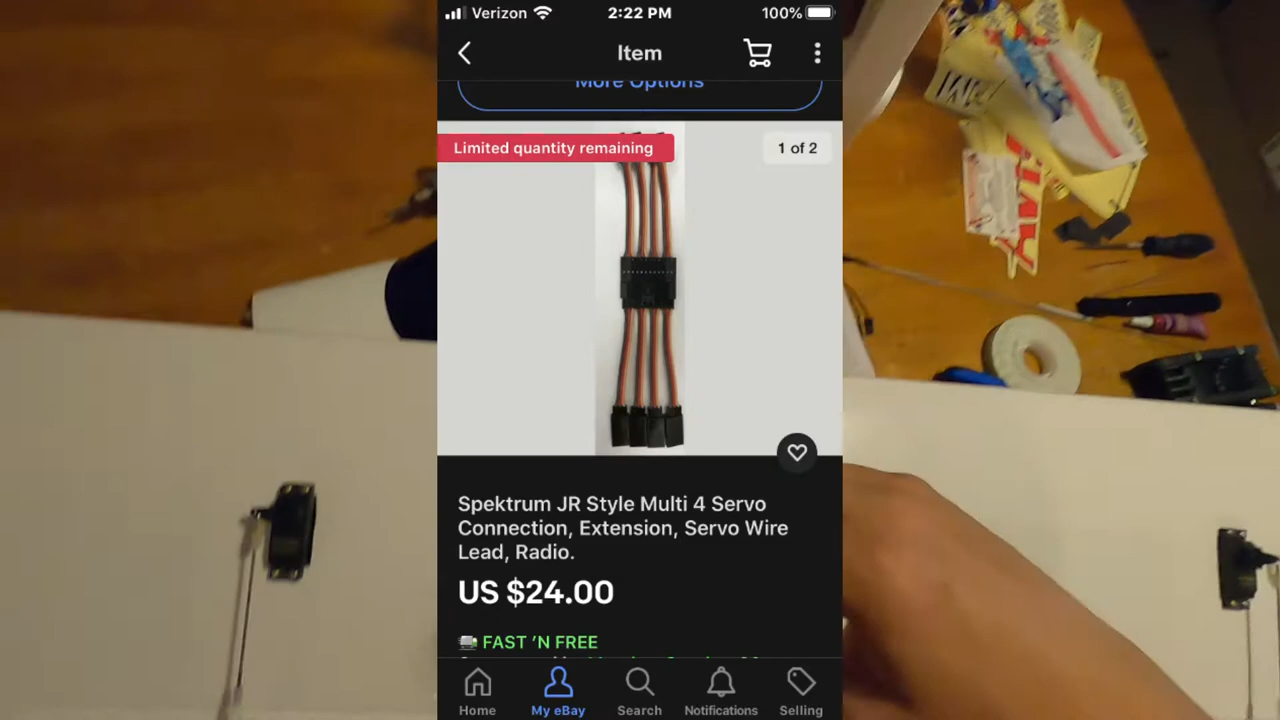 Verizon 2:22 PM 100%
Item
More Options
Limited quantity remaining
1 of 2
Spektrum JR Style Multi 4 Servo
Connection, Extension, Servo Wire
Lead, Radio.
US $24.00
FAST 'N FREE
Home My eBay Search Notifications Selling